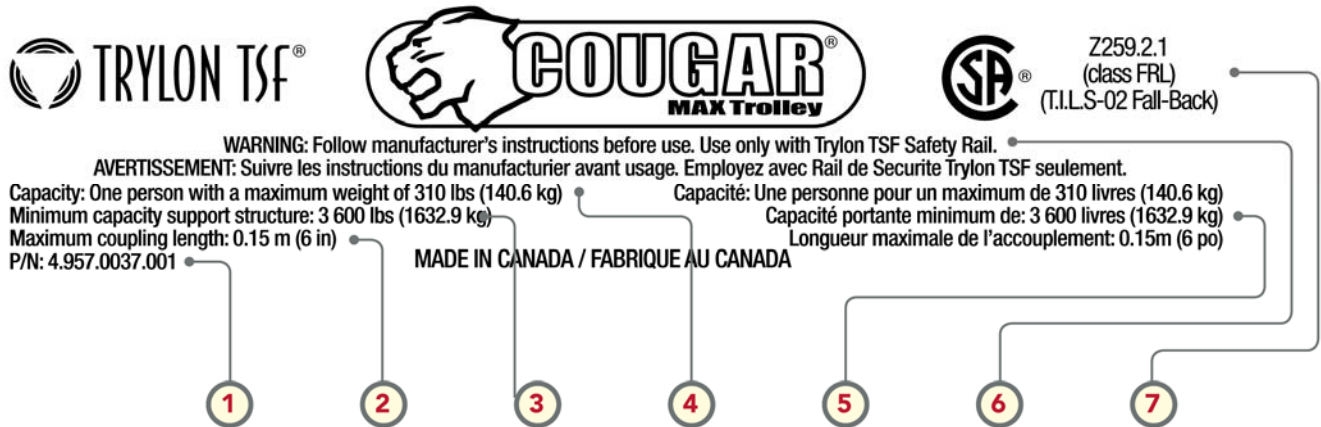 TRYLON TSF®
COUGAR®
MAX Trolley
CSA®
Z259.2.1
(class FRL)
(T.I.L.S-02 Fall-Back)
WARNING: Follow manufacturer's instructions before use. Use only with Trylon TSF Safety Rail.
AVERTISSEMENT: Suivre les instructions du manufacturier avant usage. Employez avec Rail de Securite Trylon TSF seulement.
Capacity: One person with a maximum weight of 310 lbs (140.6 kg)
Minimum capacity support structure: 3 600 lbs (1632.9 kg)
Maximum coupling length: 0.15 m (6 in)
P/N: 4.957.0037.001
Capacité: Une personne pour un maximum de 310 livres (140.6 kg)
Capacité portante minimum de: 3 600 livres (1632.9 kg)
Longueur maximale de l'accouplement: 0.15m (6 po)
MADE IN CANADA / FABRIQUE AU CANADA
1 2 3 4 5 6 7